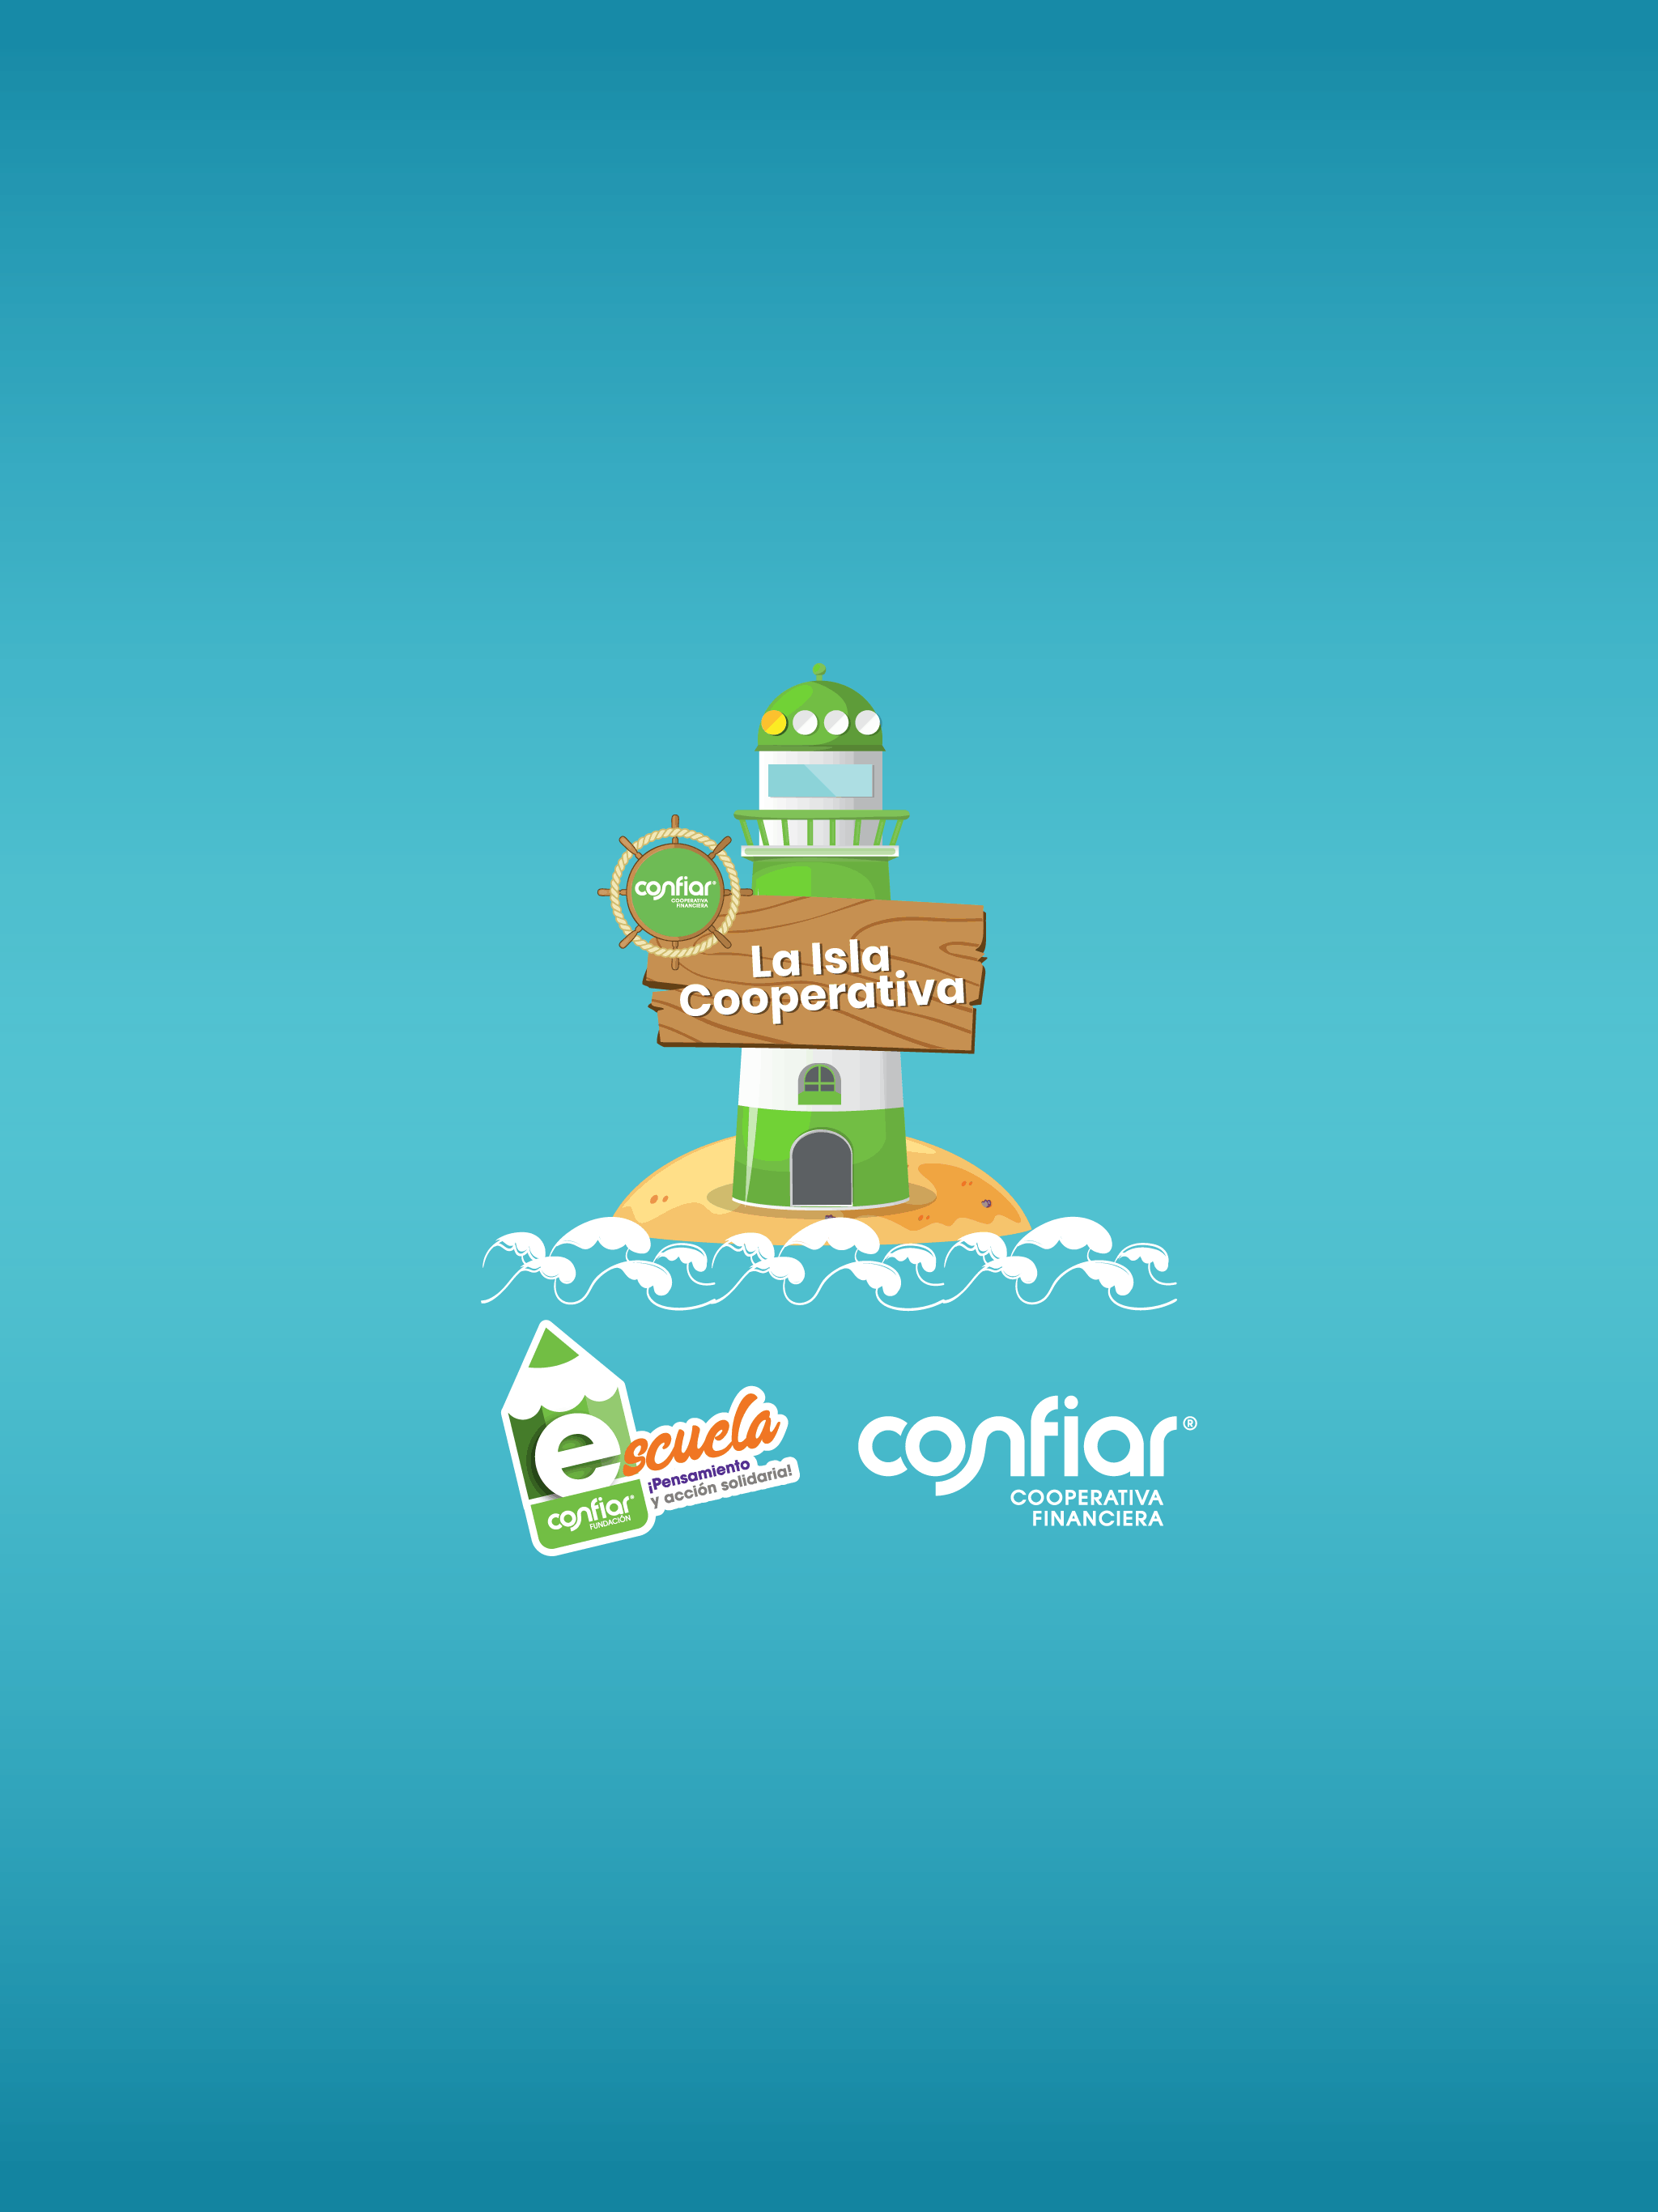 confiar®
COOPERATIVA
FINANCIERA
La Isla
Cooperativa
escuela
¡Pensamiento
y acción solidaria!
confiar®
FUNDACIÓN
confiar®
COOPERATIVA
FINANCIERA